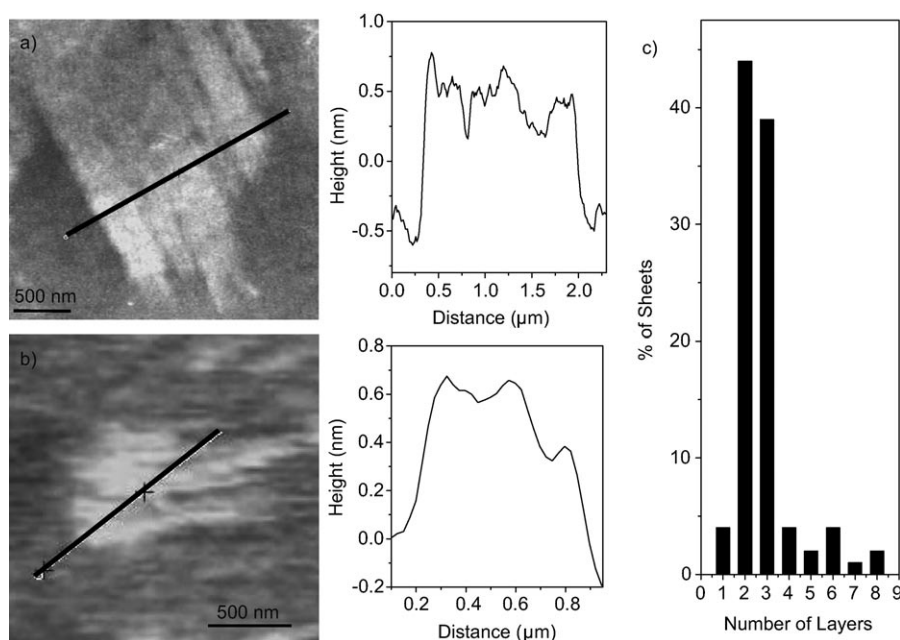 a)
500 nm
Height (nm)
1.0
0.5
0.0
-0.5
0.0 0.5 1.0 1.5 2.0
Distance (µm)
b)
500 nm
Height (nm)
0.8
0.6
0.4
0.2
0.0
-0.2
0.2 0.4 0.6 0.8
Distance (µm)
c)
% of Sheets
40
30
20
10
0
0 1 2 3 4 5 6 7 8 9
Number of Layers